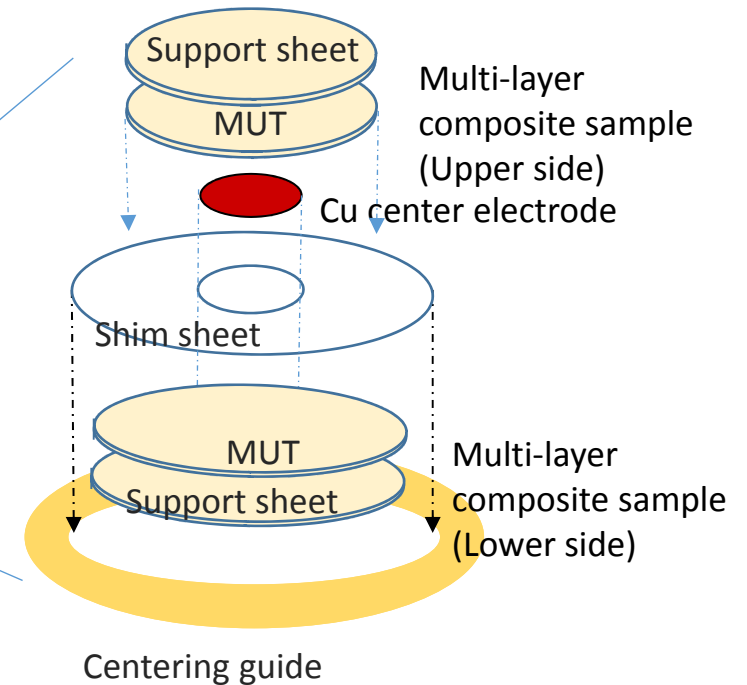 Support sheet
MUT
Multi-layer
composite sample
(Upper side)
Cu center electrode
Shim sheet
MUT
Support sheet
Multi-layer
composite sample
(Lower side)
Centering guide